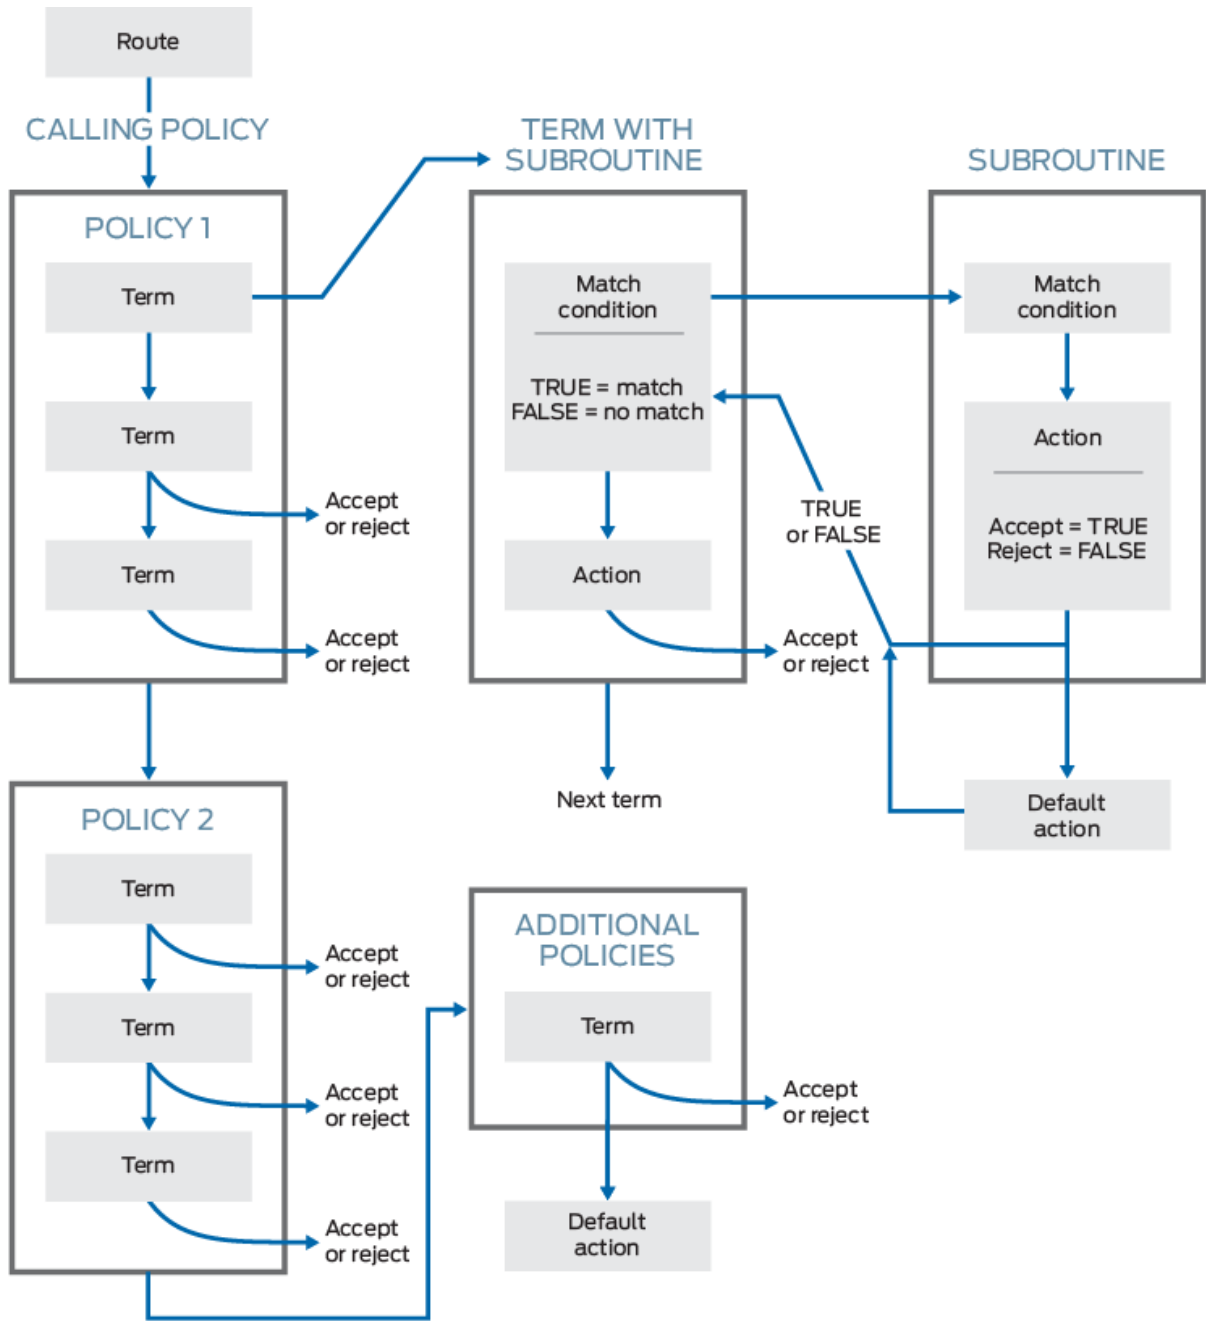 Route
CALLING POLICY
POLICY 1
Term
Term
Accept
or reject
Term
Accept
or reject
TERM WITH
SUBROUTINE
Match
condition
TRUE = match
FALSE = no match
Action
Accept
or reject
Next term
SUBROUTINE
Match
condition
Action
Accept = TRUE
Reject = FALSE
TRUE
or FALSE
Default
action
POLICY 2
Term
Accept
or reject
Term
Accept
or reject
Term
Accept
or reject
ADDITIONAL
POLICIES
Term
Accept
or reject
Default
action